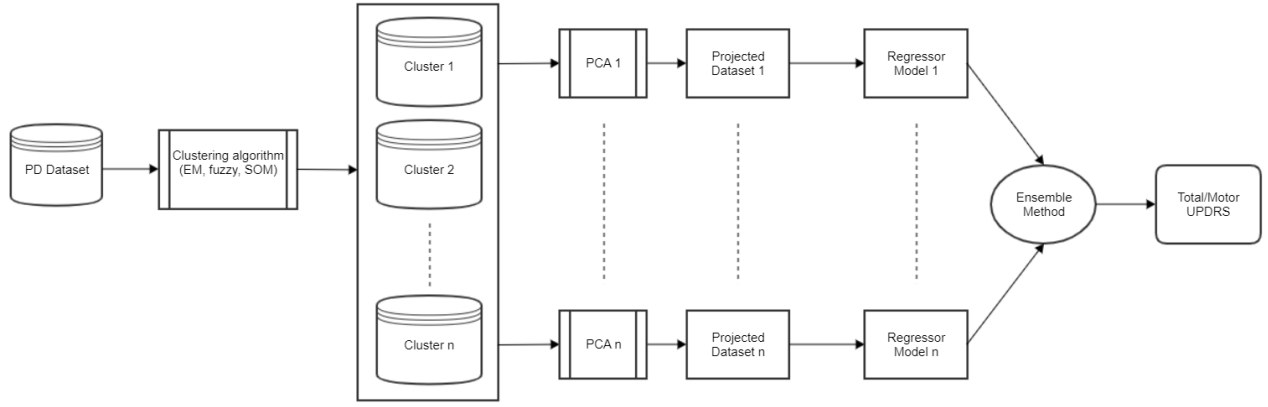 PD Dataset
Clustering algorithm
(EM, fuzzy, SOM)
Cluster 1
Cluster 2
Cluster n
PCA 1
Projected
Dataset 1
Regressor
Model 1
PCA n
Projected
Dataset n
Regressor
Model n
Ensemble
Method
Total/Motor
UPDRS